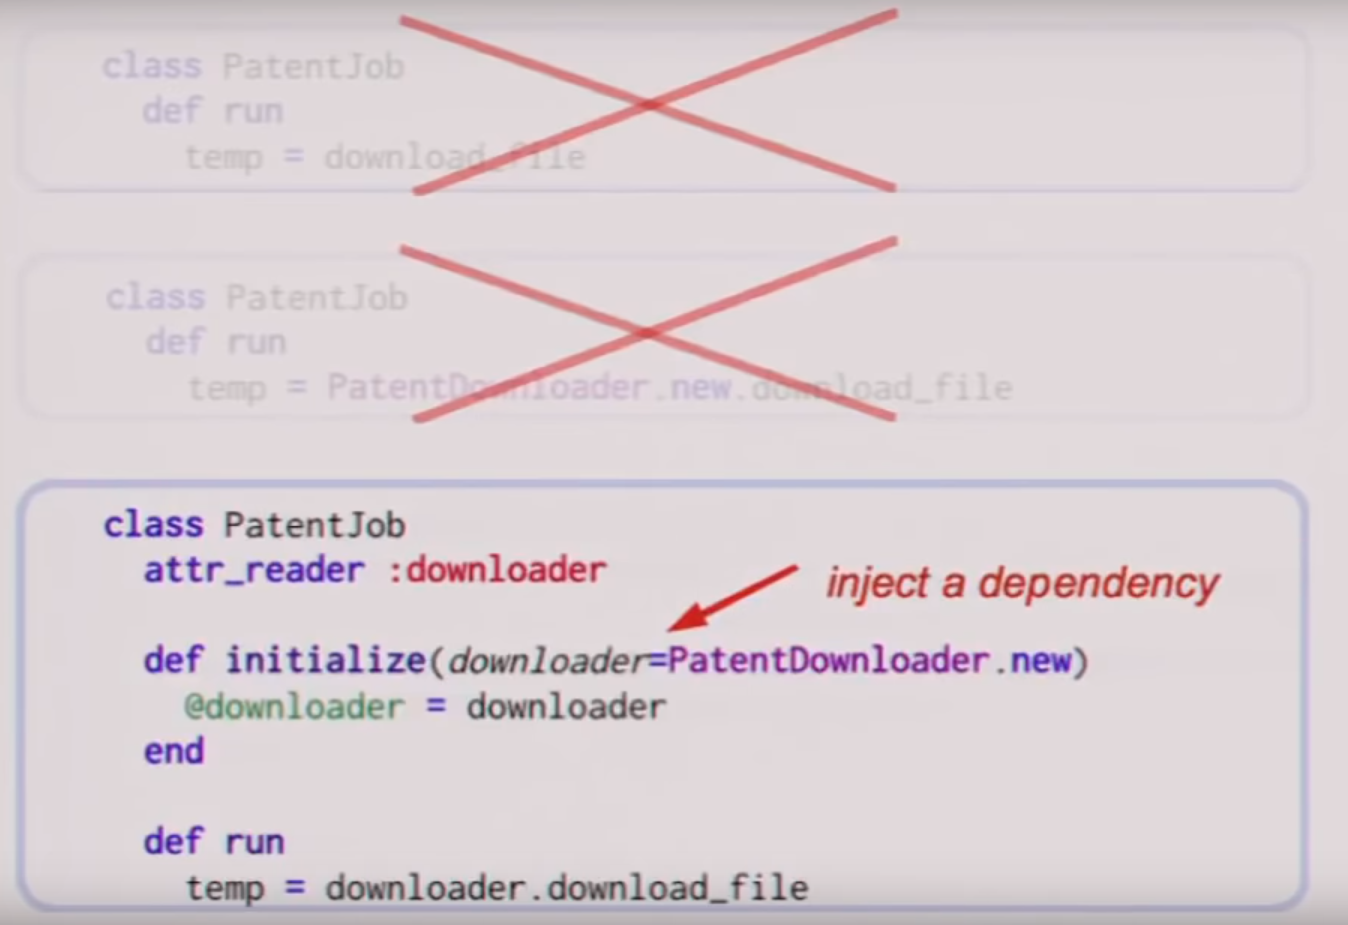 class PatentJob
def run
temp = download_file
class PatentJob
def run
temp = PatentDownloader.new.download_file
class PatentJob
attr_reader :downloader
inject a dependency
def initialize(downloader=PatentDownloader.new)
@downloader = downloader
end
def run
temp = downloader.download_file